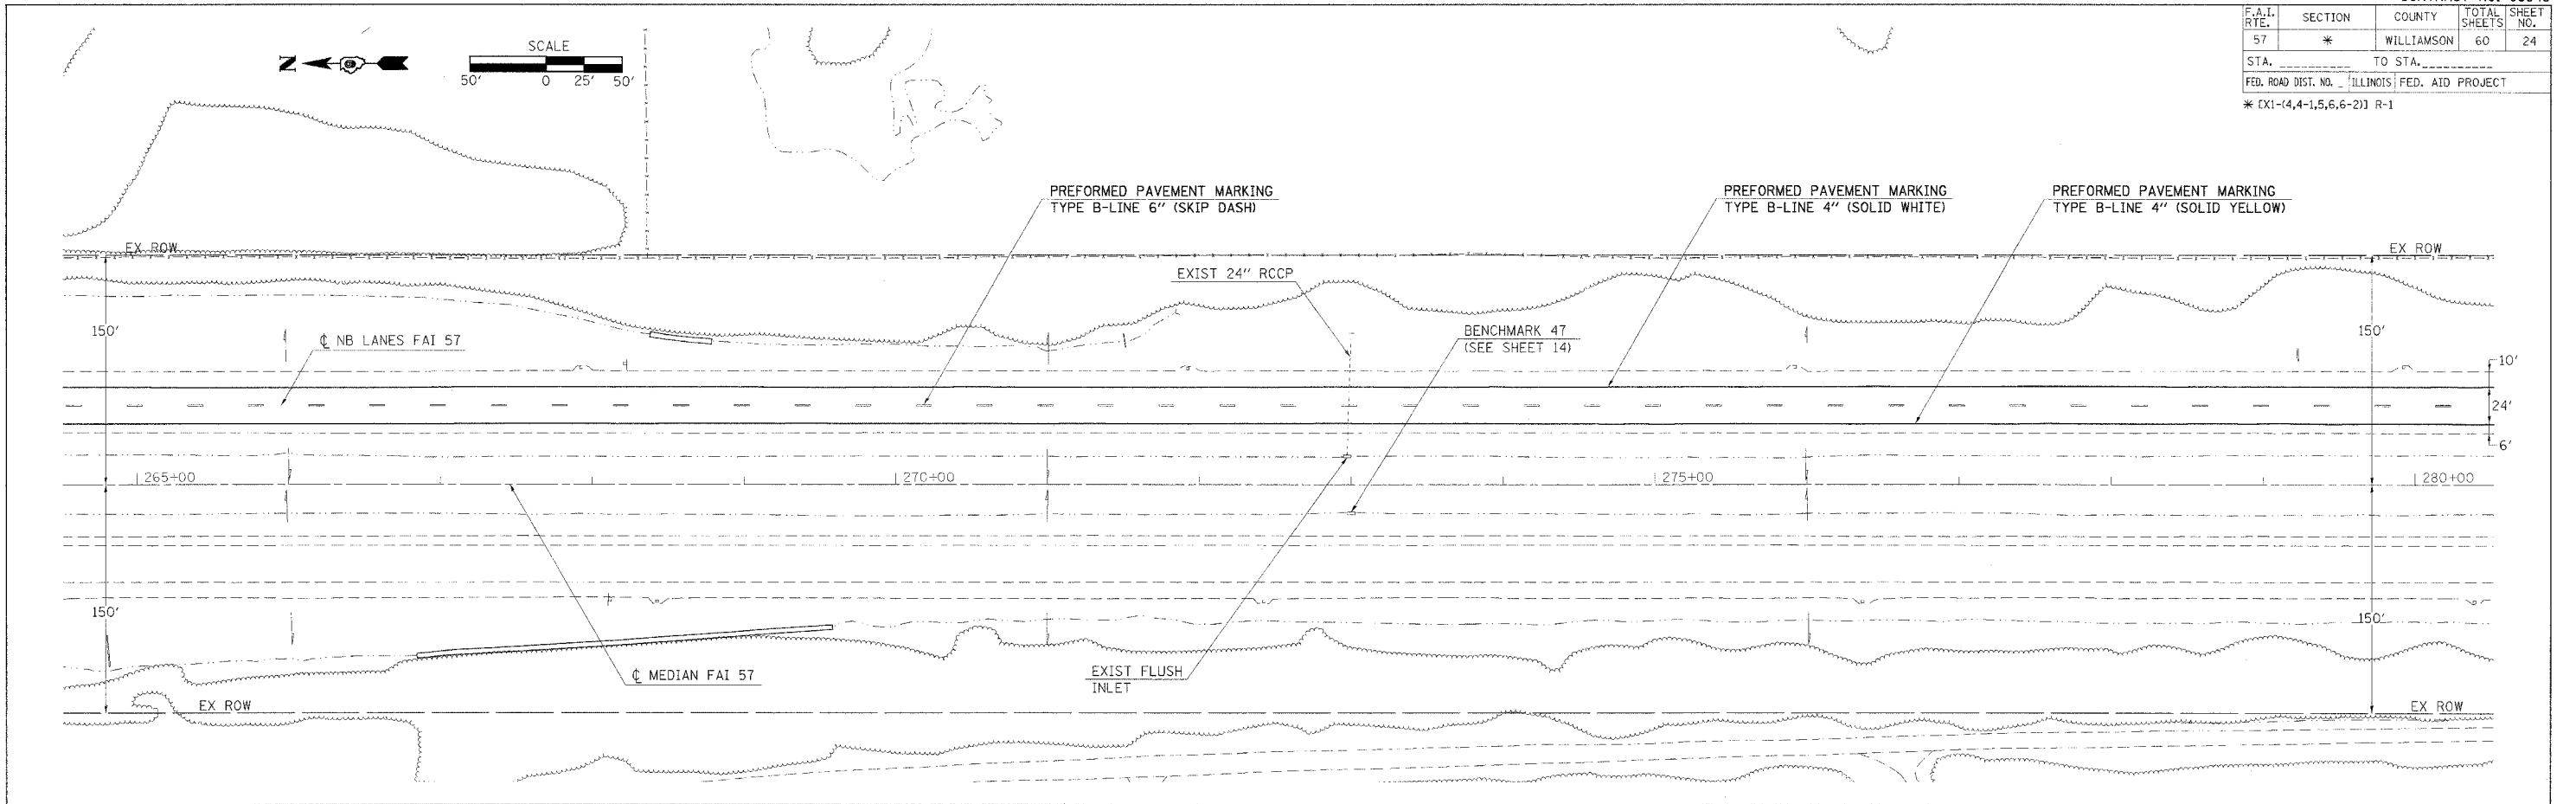 F.A.I. RTE. SECTION COUNTY TOTAL SHEETS SHEET NO.
57 * WILLIAMSON 60 24
STA. __________ TO STA. __________
FED. ROAD DIST. NO. _ ILLINOIS FED. AID PROJECT
* [X1-(4,4-1,5,6,6-2)] R-1
N
SCALE
50' 0 25' 50'
PREFORMED PAVEMENT MARKING
TYPE B-LINE 6" (SKIP DASH)
PREFORMED PAVEMENT MARKING
TYPE B-LINE 4" (SOLID WHITE)
PREFORMED PAVEMENT MARKING
TYPE B-LINE 4" (SOLID YELLOW)
EX ROW
EX ROW
EXIST 24" RCCP
150'
℄ NB LANES FAI 57
BENCHMARK 47
(SEE SHEET 14)
150'
10'
24'
6'
265+00
270+00
275+00
280+00
150'
150'
℄ MEDIAN FAI 57
EXIST FLUSH
INLET
EX ROW
EX ROW